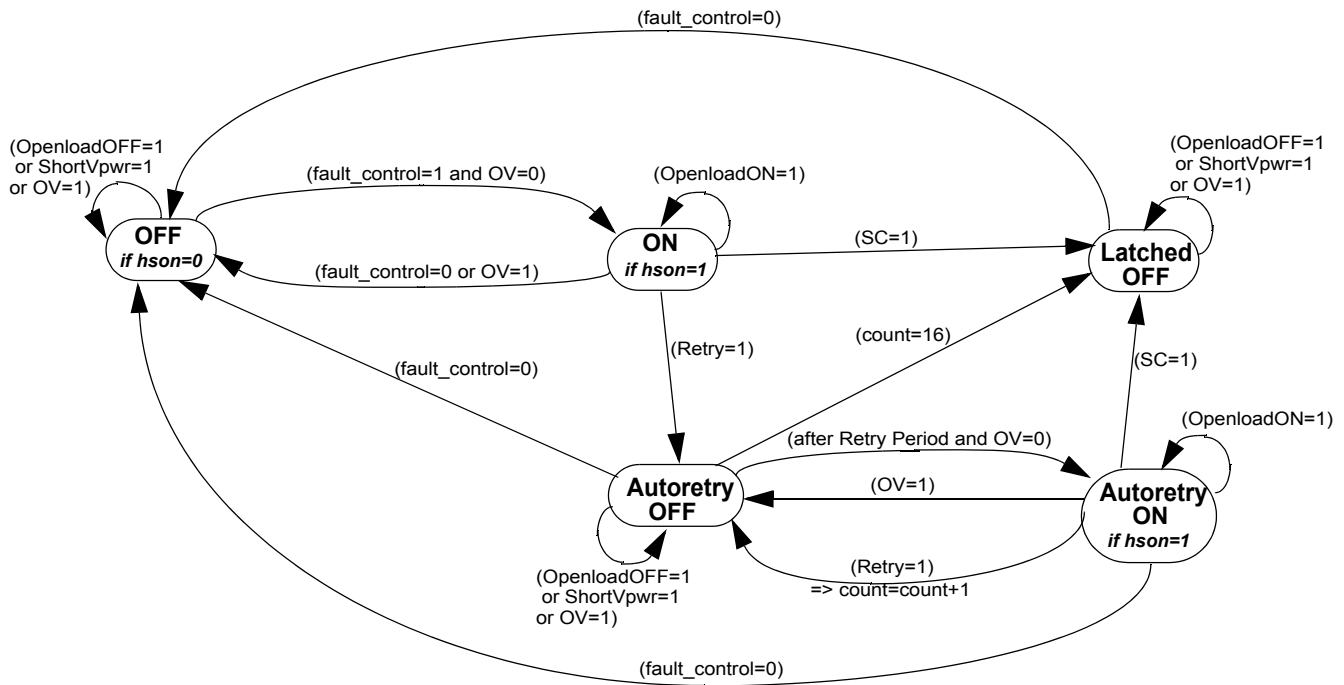 (fault_control=0)
(OpenloadOFF=1
or ShortVpwr=1
or OV=1)
(fault_control=1 and OV=0)
(OpenloadON=1)
(OpenloadOFF=1
or ShortVpwr=1
or OV=1)
OFF
if hson=0
ON
if hson=1
(SC=1)
Latched
OFF
(fault_control=0 or OV=1)
(Retry=1)
(count=16)
(fault_control=0)
(SC=1)
(OpenloadON=1)
(after Retry Period and OV=0)
Autoretry
OFF
(OV=1)
Autoretry
ON
if hson=1
(Retry=1)
=> count=count+1
(OpenloadOFF=1
or ShortVpwr=1
or OV=1)
(fault_control=0)